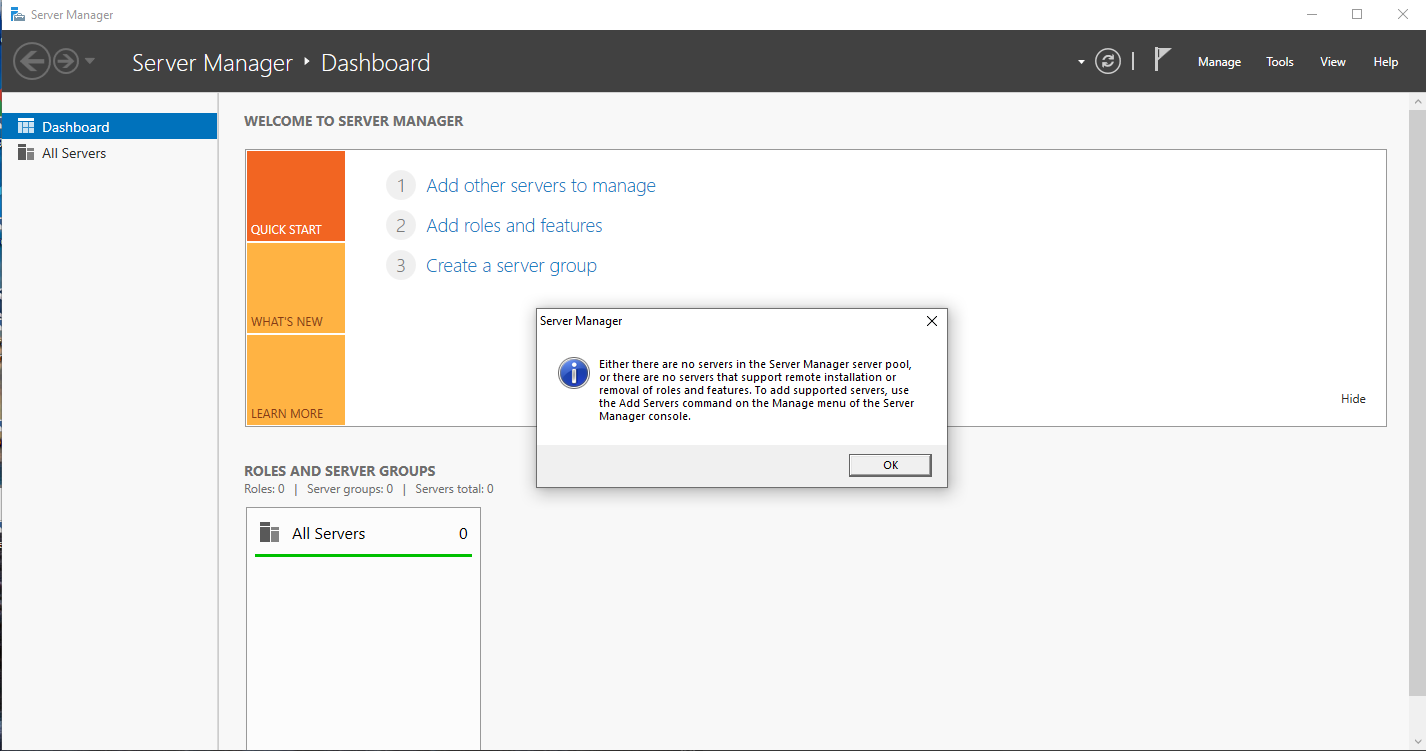 Server Manager
Server Manager ‣ Dashboard
Manage Tools View Help
Dashboard
All Servers
WELCOME TO SERVER MANAGER
QUICK START
WHAT'S NEW
LEARN MORE
1 Add other servers to manage
2 Add roles and features
3 Create a server group
Hide
Server Manager
Either there are no servers in the Server Manager server pool,
or there are no servers that support remote installation or
removal of roles and features. To add supported servers, use
the Add Servers command on the Manage menu of the Server
Manager console.
OK
ROLES AND SERVER GROUPS
Roles: 0 | Server groups: 0 | Servers total: 0
All Servers 0